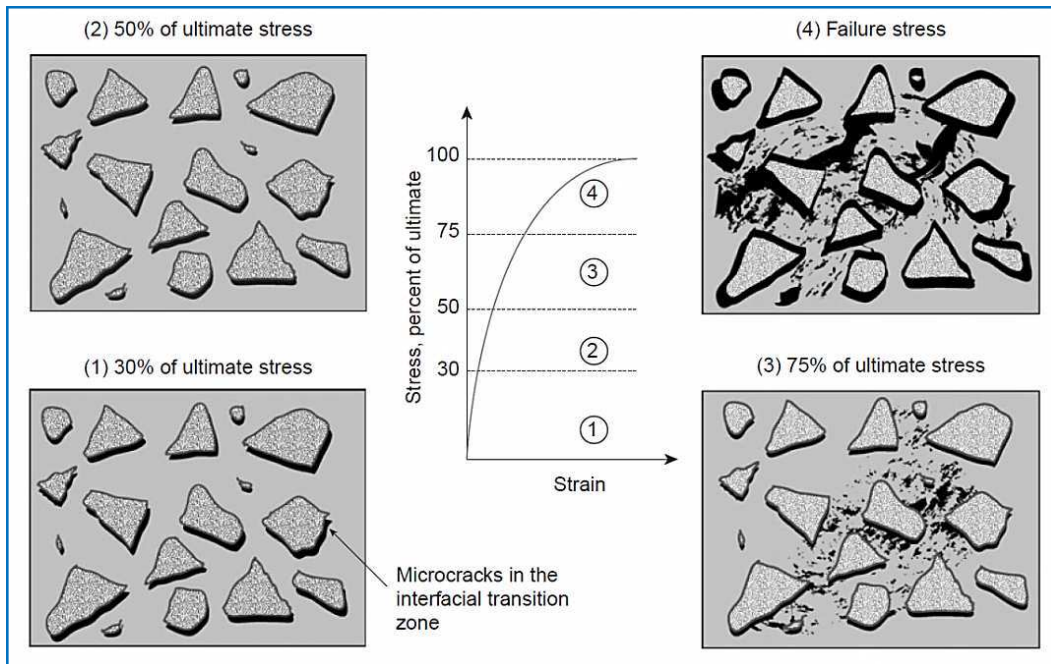 (2) 50% of ultimate stress
(4) Failure stress
Stress, percent of ultimate
100
75
50
30
④
③
②
①
Strain
(1) 30% of ultimate stress
(3) 75% of ultimate stress
Microcracks in the
interfacial transition
zone